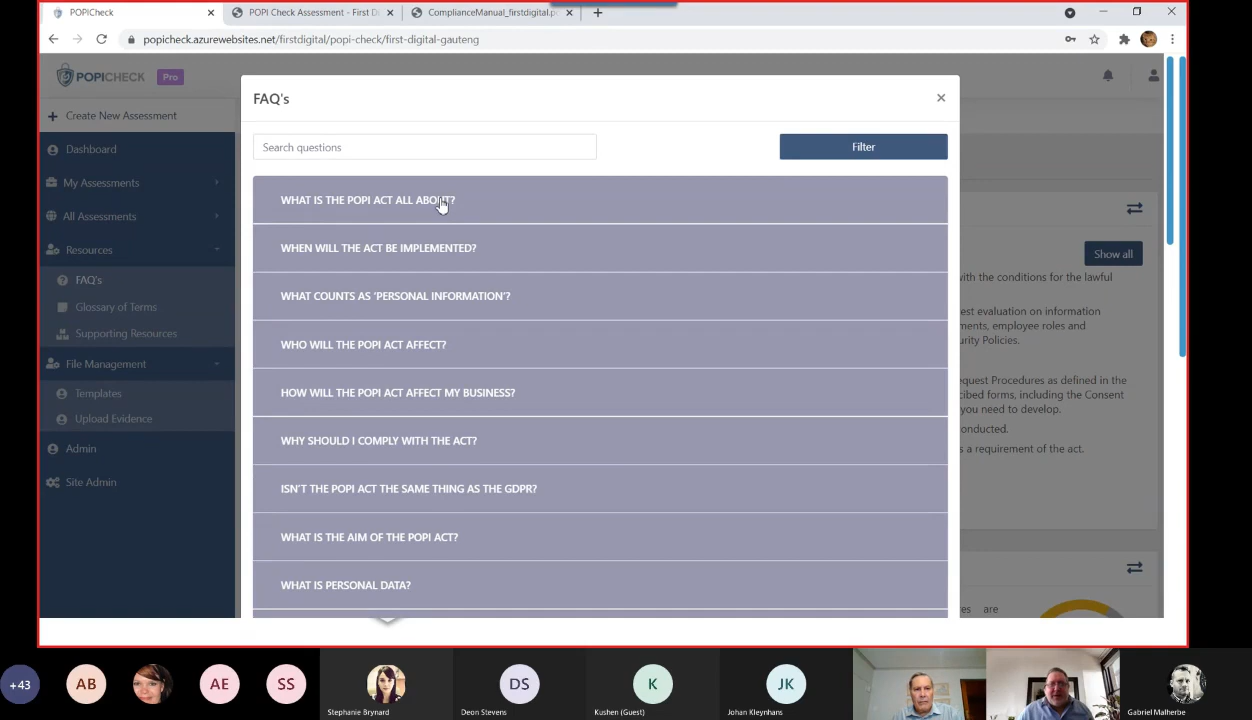 POPICheck
POPI Check Assessment - First Di
ComplianceManual_firstdigital.p
popicheck.azurewebsites.net/firstdigital/popi-check/first-digital-gauteng
POPICHECK Pro
Create New Assessment
Dashboard
My Assessments
All Assessments
Resources
FAQ's
Glossary of Terms
Supporting Resources
File Management
Templates
Upload Evidence
Admin
Site Admin
FAQ's
Search questions
Filter
WHAT IS THE POPI ACT ALL ABOUT?
WHEN WILL THE ACT BE IMPLEMENTED?
WHAT COUNTS AS ‘PERSONAL INFORMATION’?
WHO WILL THE POPI ACT AFFECT?
HOW WILL THE POPI ACT AFFECT MY BUSINESS?
WHY SHOULD I COMPLY WITH THE ACT?
ISN’T THE POPI ACT THE SAME THING AS THE GDPR?
WHAT IS THE AIM OF THE POPI ACT?
WHAT IS PERSONAL DATA?
Show all
with the conditions for the lawful
est evaluation on information
ments, employee roles and
urity Policies.
equest Procedures as defined in the
cibed forms, including the Consent
you need to develop.
onducted.
s a requirement of the act.
res are
+43
AB
AE
SS
Stephanie Brynard
DS
Deon Stevens
K
Kushen (Guest)
JK
Johan Kleynhans
Gabriel Malherbe